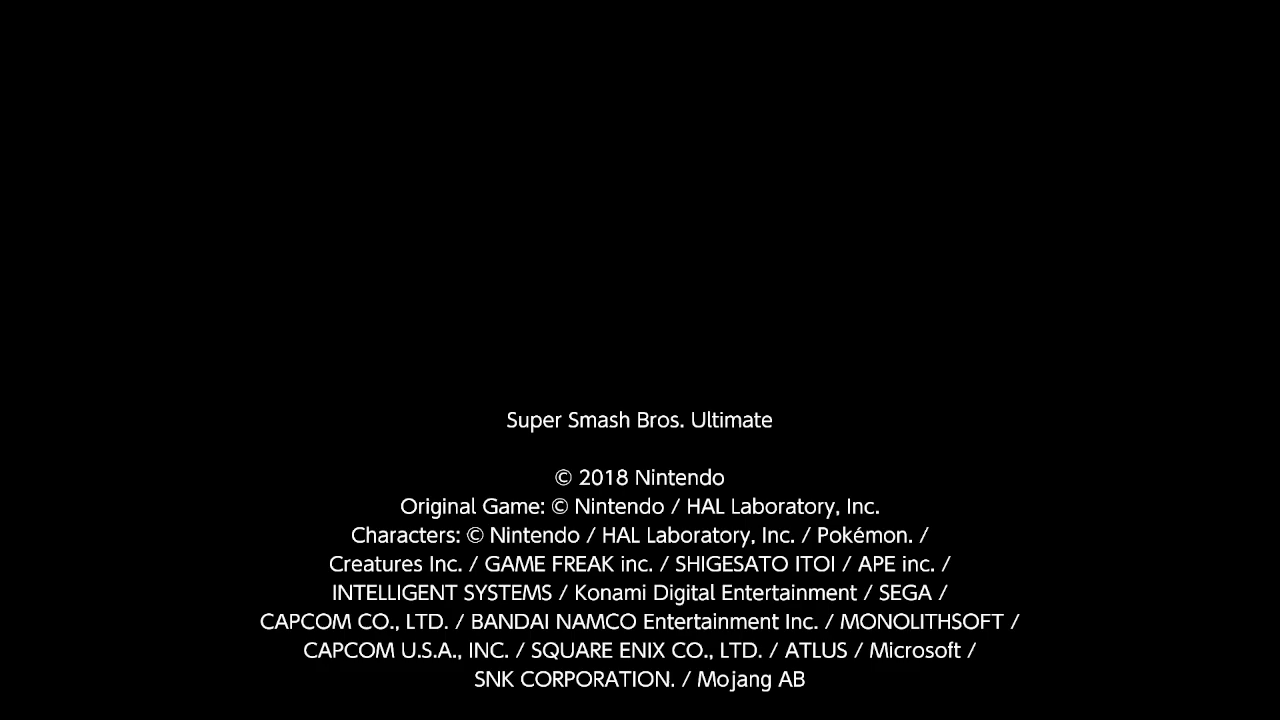 Super Smash Bros. Ultimate
© 2018 Nintendo
Original Game: © Nintendo / HAL Laboratory, Inc.
Characters: © Nintendo / HAL Laboratory, Inc. / Pokémon. /
Creatures Inc. / GAME FREAK inc. / SHIGESATO ITOI / APE inc. /
INTELLIGENT SYSTEMS / Konami Digital Entertainment / SEGA /
CAPCOM CO., LTD. / BANDAI NAMCO Entertainment Inc. / MONOLITHSOFT /
CAPCOM U.S.A., INC. / SQUARE ENIX CO., LTD. / ATLUS / Microsoft /
SNK CORPORATION. / Mojang AB